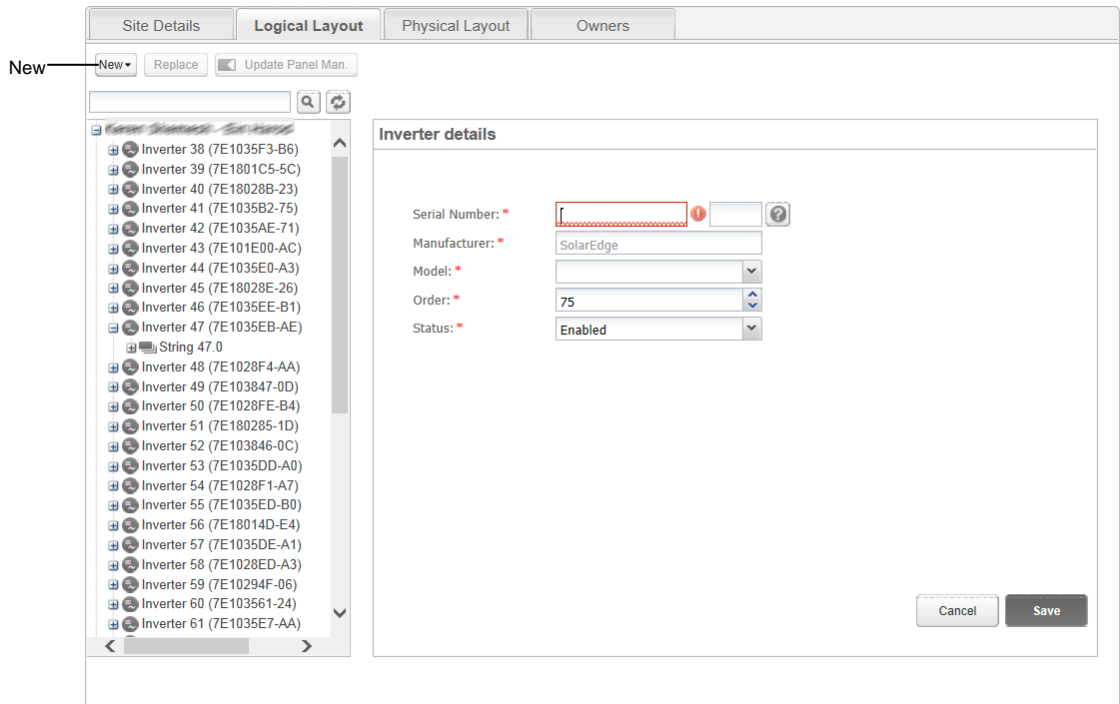 Site Details Logical Layout Physical Layout Owners
New
New Replace Update Panel Man.
Inverter details
Inverter 38 (7E1035F3-B6)
Inverter 39 (7E1801C5-5C)
Inverter 40 (7E18028B-23)
Inverter 41 (7E1035B2-75)
Inverter 42 (7E1035AE-71)
Inverter 43 (7E101E00-AC)
Inverter 44 (7E1035E0-A3)
Inverter 45 (7E18028E-26)
Inverter 46 (7E1035EE-B1)
Inverter 47 (7E1035EB-AE)
String 47.0
Inverter 48 (7E1028F4-AA)
Inverter 49 (7E103847-0D)
Inverter 50 (7E1028FE-B4)
Inverter 51 (7E180285-1D)
Inverter 52 (7E103846-0C)
Inverter 53 (7E1035DD-A0)
Inverter 54 (7E1028F1-A7)
Inverter 55 (7E1035ED-B0)
Inverter 56 (7E18014D-E4)
Inverter 57 (7E1035DE-A1)
Inverter 58 (7E1028ED-A3)
Inverter 59 (7E10294F-06)
Inverter 60 (7E103561-24)
Inverter 61 (7E1035E7-AA)
Serial Number: *
Manufacturer: * SolarEdge
Model: *
Order: * 75
Status: * Enabled
Cancel Save